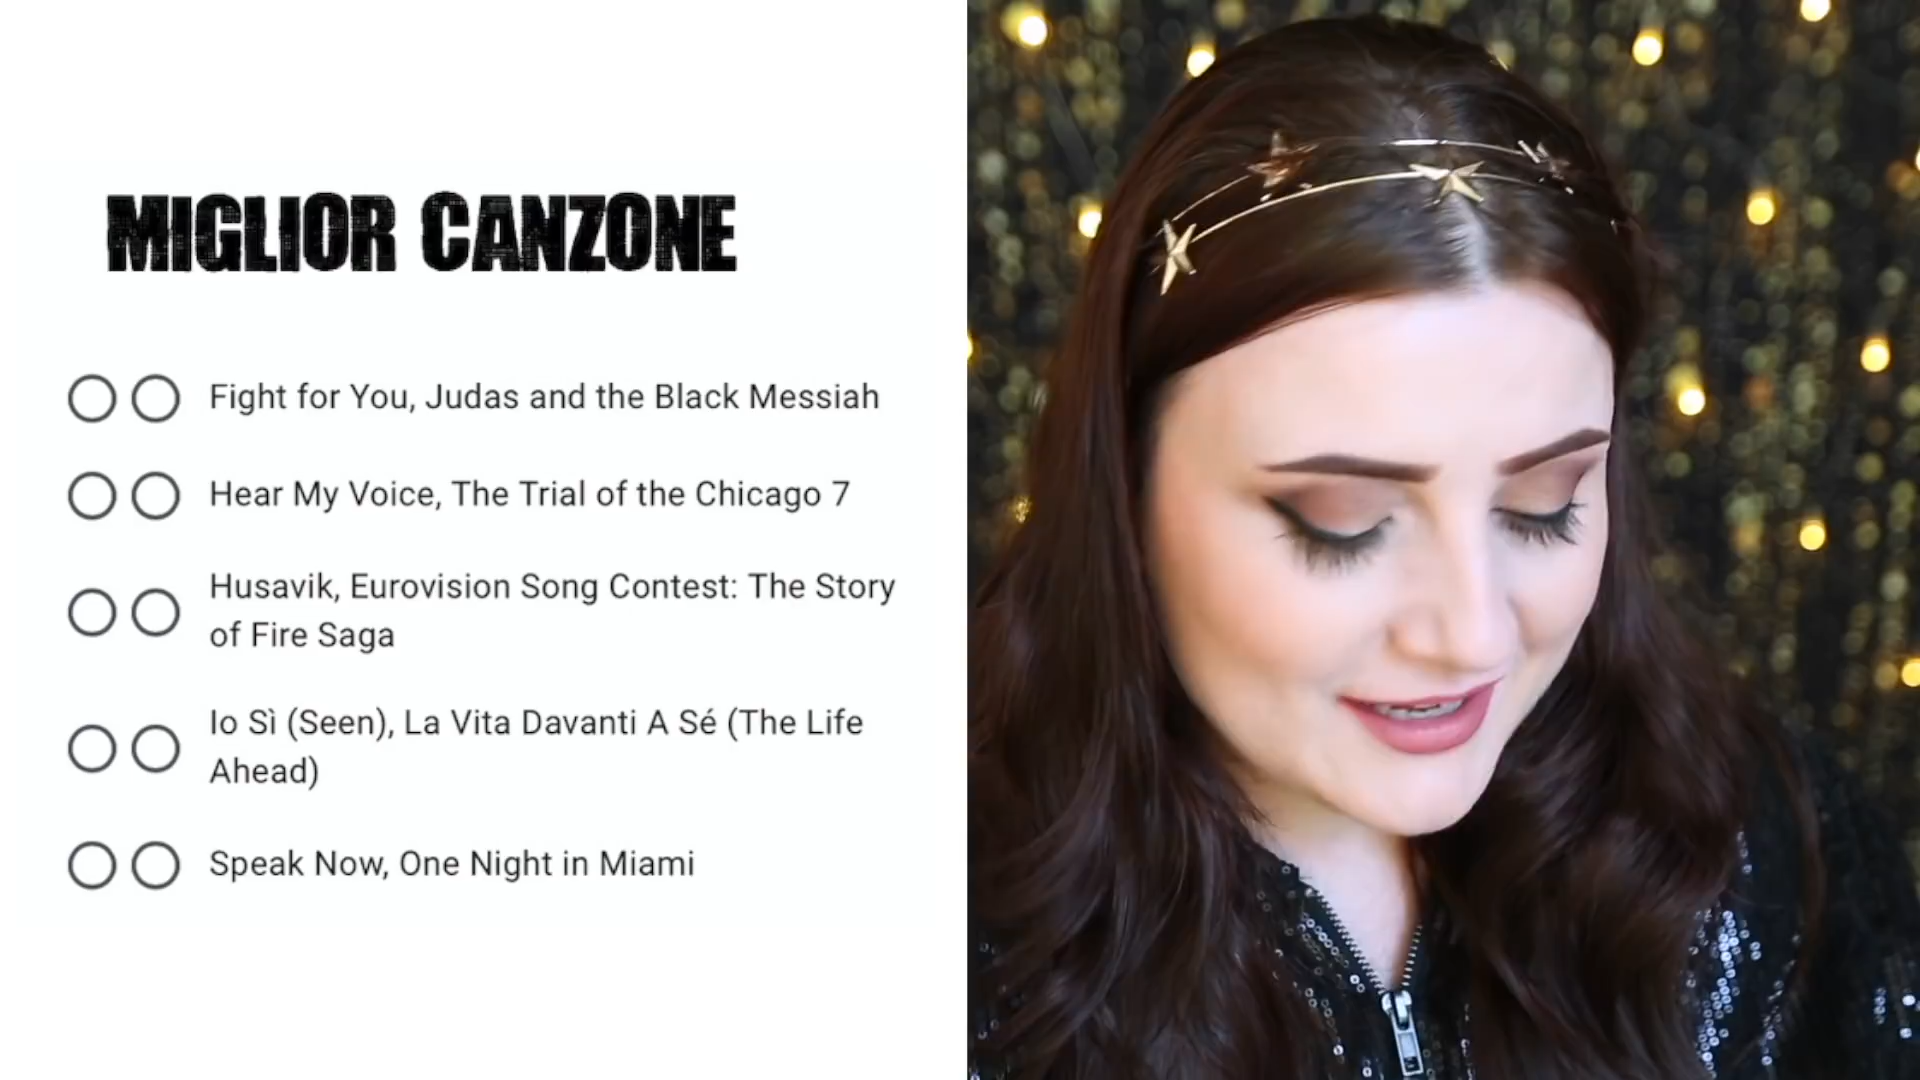 MIGLIOR CANZONE
Fight for You, Judas and the Black Messiah
Hear My Voice, The Trial of the Chicago 7
Husavik, Eurovision Song Contest: The Story
of Fire Saga
Io Sì (Seen), La Vita Davanti A Sé (The Life
Ahead)
Speak Now, One Night in Miami